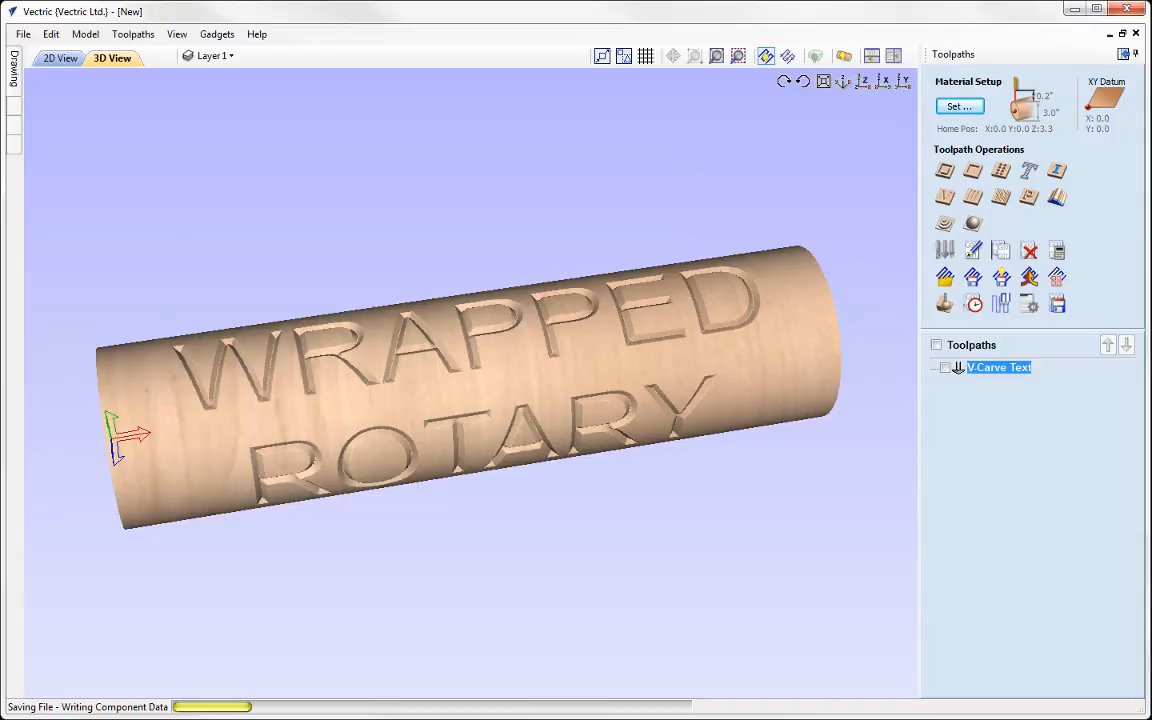 Vectric {Vectric Ltd.} - [New]
File Edit Model Toolpaths View Gadgets Help
Drawing
2D View 3D View Layer 1
Toolpaths
Material Setup
Set ...
0.2"
3.0"
Home Pos: X:0.0 Y:0.0 Z:3.3
XY Datum
X: 0.0
Y: 0.0
Toolpath Operations
Toolpaths
V-Carve Text
WRAPPED
ROTARY
Saving File - Writing Component Data